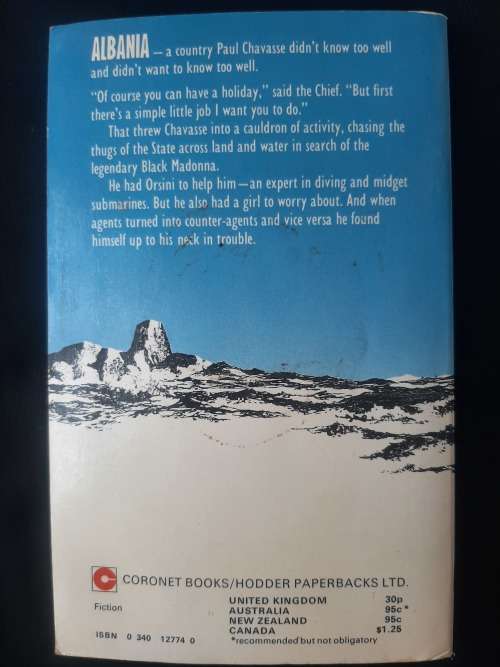 ALBANIA — a country Paul Chavasse didn't know too well
and didn't want to know too well.
"Of course you can have a holiday," said the Chief. "But first
there's a simple little job I want you to do."
That threw Chavasse into a cauldron of activity, chasing the
thugs of the State across land and water in search of the
legendary Black Madonna.
He had Orsini to help him—an expert in diving and midget
submarines. But he also had a girl to worry about. And when
agents turned into counter-agents and vice versa he found
himself up to his neck in trouble.
CORONET BOOKS/HODDER PAPERBACKS LTD.
Fiction
UNITED KINGDOM 30p
AUSTRALIA 95c*
NEW ZEALAND 95c
CANADA $1.25
*recommended but not obligatory
ISBN 0 340 12774 0